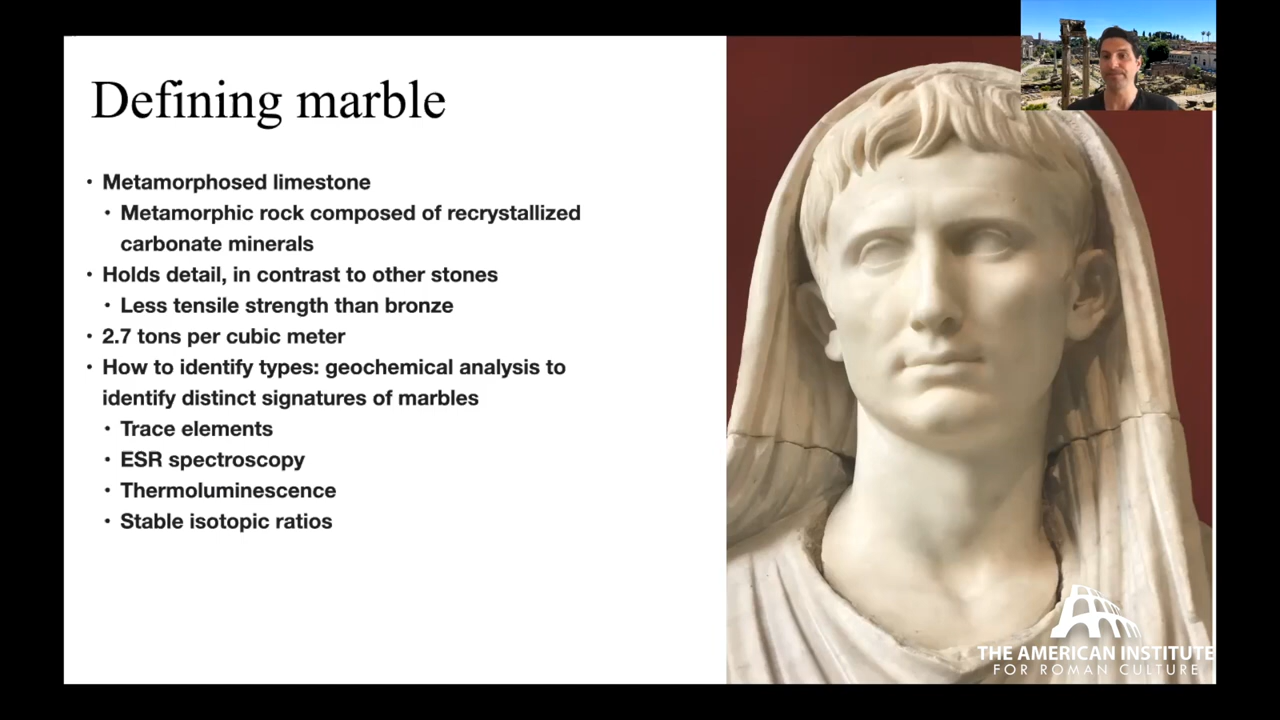 Defining marble
• Metamorphosed limestone
• Metamorphic rock composed of recrystallized
carbonate minerals
• Holds detail, in contrast to other stones
• Less tensile strength than bronze
• 2.7 tons per cubic meter
• How to identify types: geochemical analysis to
identify distinct signatures of marbles
• Trace elements
• ESR spectroscopy
• Thermoluminescence
• Stable isotopic ratios
THE AMERICAN INSTITUTE
FOR ROMAN CULTURE